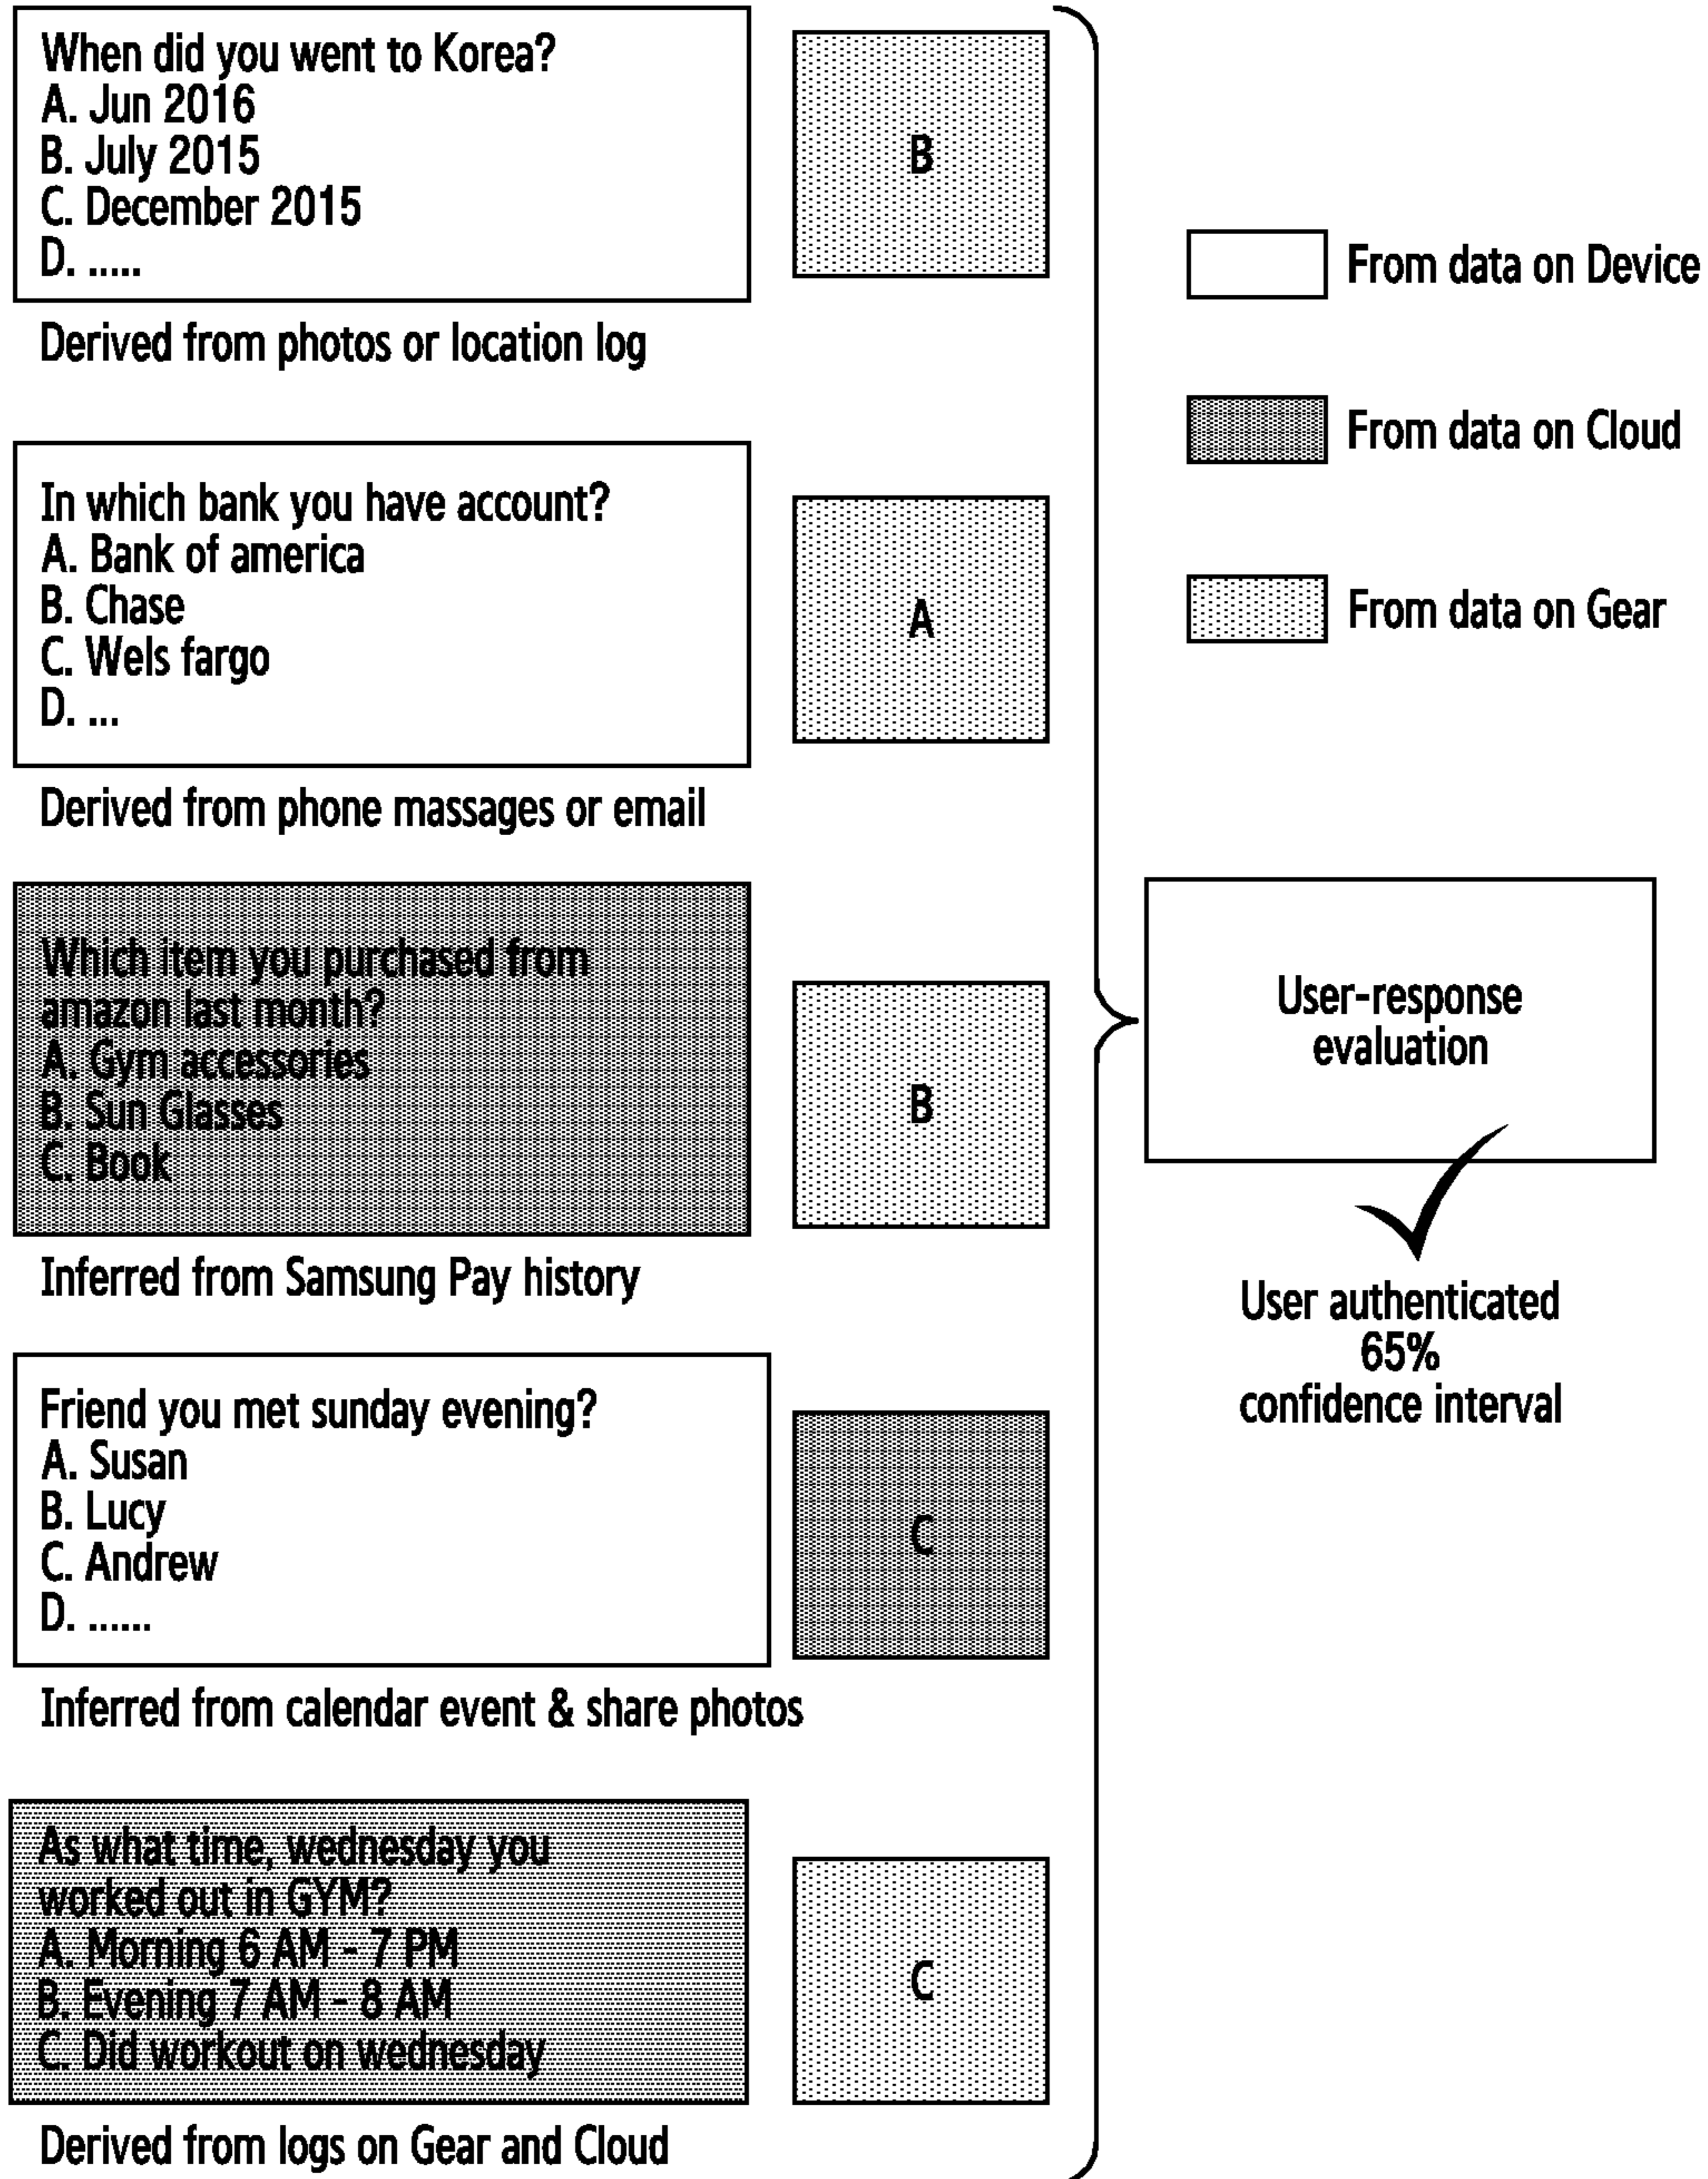 When did you went to Korea?
A. Jun 2016
B. July 2015
C. December 2015
D. .....
B
Derived from photos or location log
In which bank you have account?
A. Bank of america
B. Chase
C. Wels fargo
D. ...
A
Derived from phone massages or email
Which item you purchased from
amazon last month?
A. Gym accessories
B. Sun Glasses
C. Book
B
Inferred from Samsung Pay history
Friend you met sunday evening?
A. Susan
B. Lucy
C. Andrew
D. ......
C
Inferred from calendar event & share photos
As what time, wednesday you
worked out in GYM?
A. Morning 6 AM - 7 PM
B. Evening 7 AM - 8 AM
C. Did workout on wednesday
C
Derived from logs on Gear and Cloud
From data on Device
From data on Cloud
From data on Gear
User-response
evaluation
User authenticated
65%
confidence interval